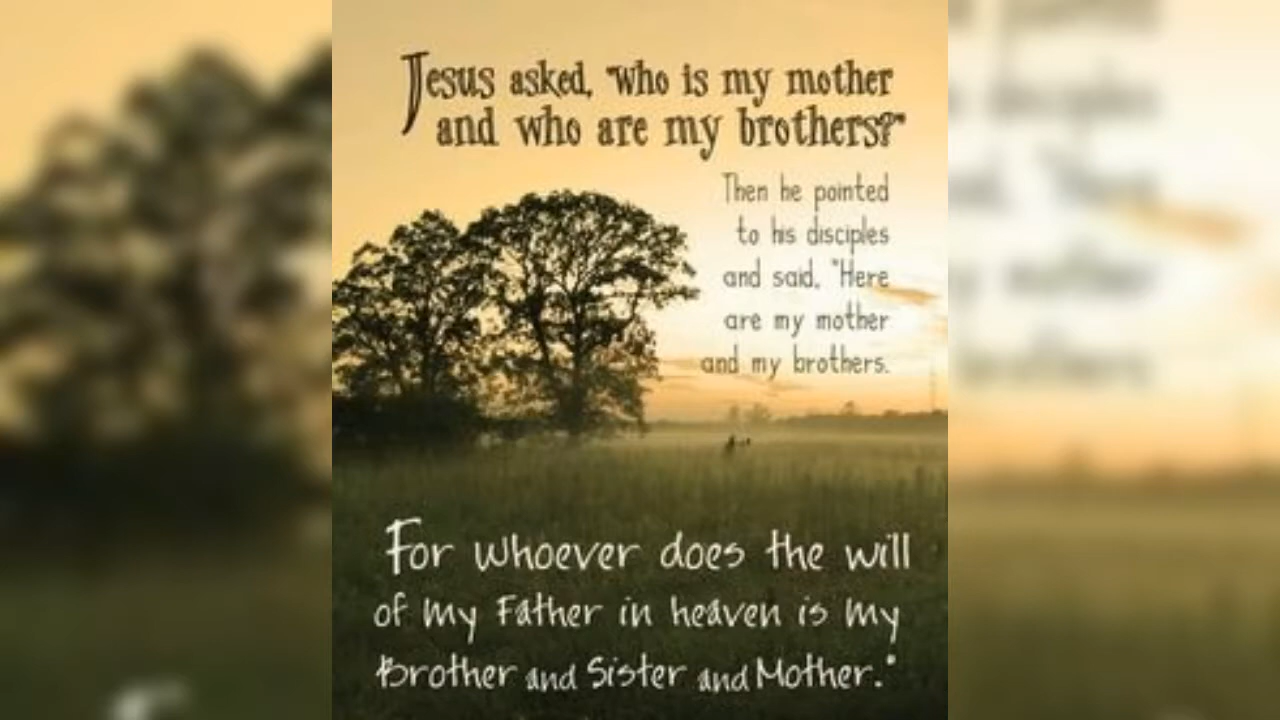 Jesus asked, "Who is my mother
and who are my brothers?"
Then he pointed
to his disciples
and said, "Here
are my mother
and my brothers.
For whoever does the will
of my Father in heaven is my
Brother and Sister and Mother."